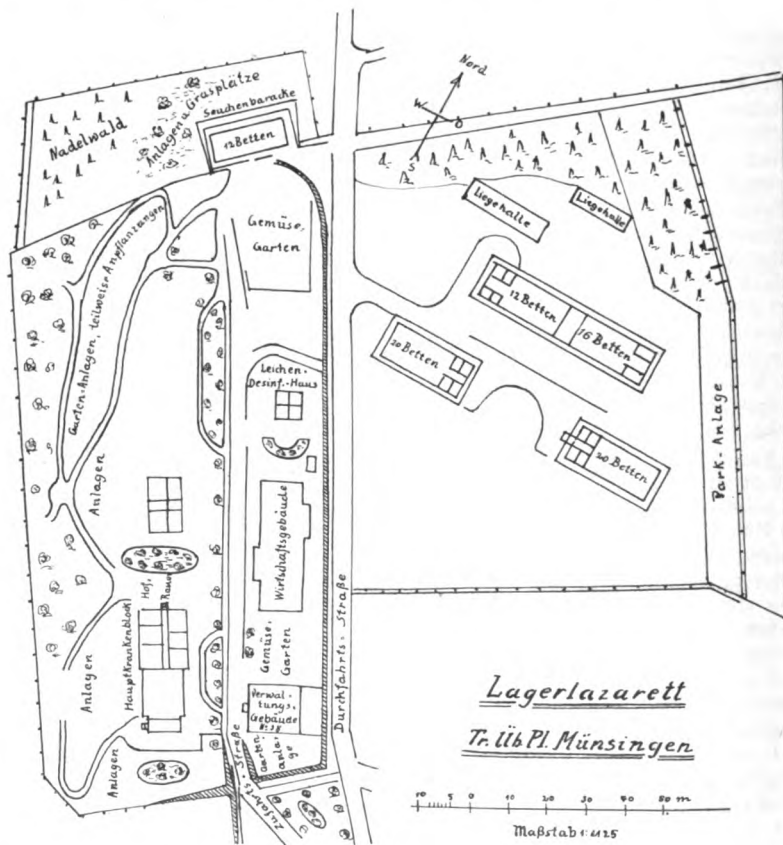 Nord
W
O
S
Nadelwald
Anlagen u Grasplätze
Seuchenbaracke
12 Betten
Gemüse,
Garten
Liegehalle
Liegehalle
12 Betten
16 Betten
20 Betten
20 Betten
Park-Anlage
Garten-Anlagen, teilweise Anpflanzungen
Leichen-
Desinf.-Haus
Anlagen
Wirtschaftsgebäude
Hof,
Raum
Hauptkrankenblock
Gemüse,
Garten
Durchfahrts-Straße
Anlagen
Verwal-
tungs,
Gebäude
Garten-
anla-
ge
Anlagen
Zufahrts-Straße
Lagerlazarett
Tr. Üb Pl. Münsingen
10 5 0 10 20 30 40 50 m
Maßstab 1:1125